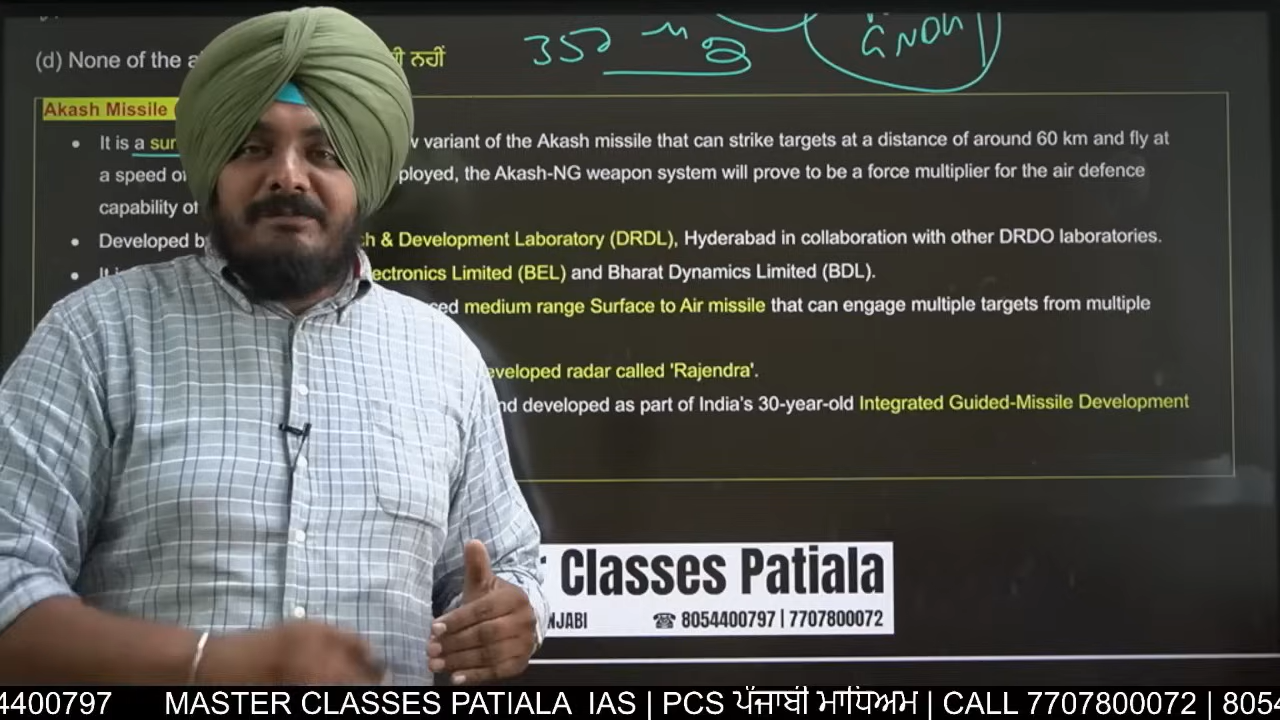 (d) None of the a ਨਹੀਂ
Akash Missile (
• It is a sur variant of the Akash missile that can strike targets at a distance of around 60 km and fly at
a speed of ployed, the Akash-NG weapon system will prove to be a force multiplier for the air defence
capability of
• Developed b ch & Development Laboratory (DRDL), Hyderabad in collaboration with other DRDO laboratories.
• It i ectronics Limited (BEL) and Bharat Dynamics Limited (BDL).
ced medium range Surface to Air missile that can engage multiple targets from multiple
eveloped radar called 'Rajendra'.
nd developed as part of India's 30-year-old Integrated Guided-Missile Development
r Classes Patiala
NJABI ☎ 8054400797 | 7707800072
4400797 MASTER CLASSES PATIALA IAS | PCS ਪੰਜਾਬੀ ਮਾਧਿਅਮ | CALL 7707800072 | 8054